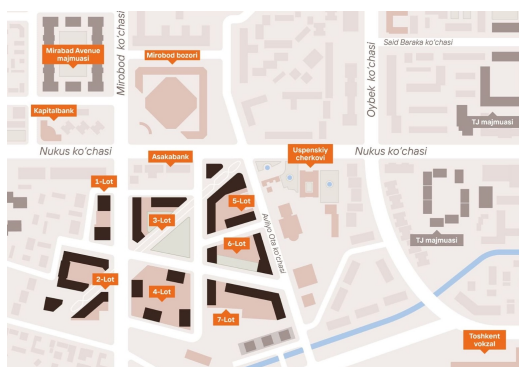 Said Baraka ko'chasi
Mirobod ko'chasi
Mirabad Avenue
majmuasi
Mirobod bozori
Oybek ko'chasi
Kapitalbank
TJ majmuasi
Nukus ko'chasi
Asakabank
Uspenskiy
cherkovi
Nukus ko'chasi
1-Lot
5-Lot
3-Lot
Avliyo Ota ko'chasi
6-Lot
TJ majmuasi
2-Lot
4-Lot
7-Lot
Toshkent
vokzal